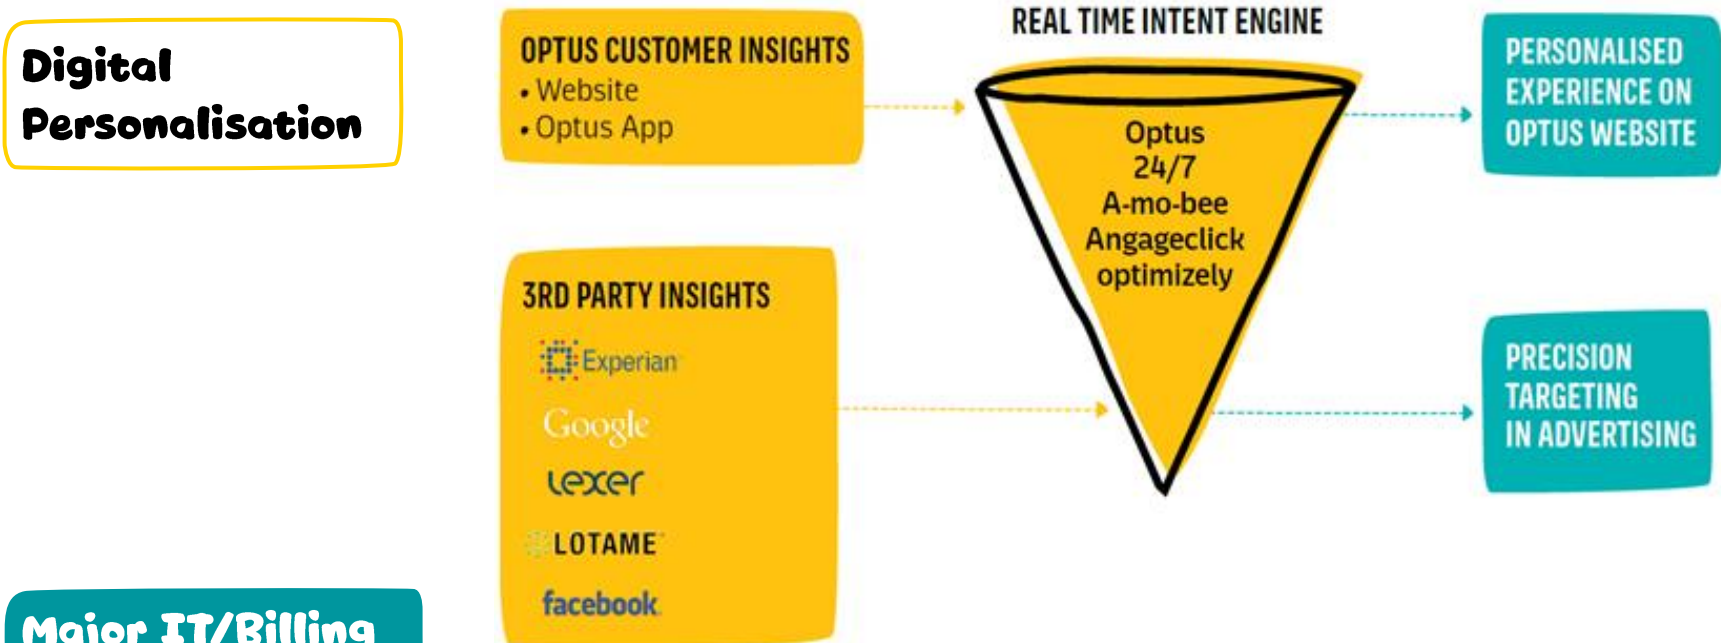 Digital
Personalisation
OPTUS CUSTOMER INSIGHTS
• Website
• Optus App
3RD PARTY INSIGHTS
Experian
Google
Lexer
LOTAME
facebook
REAL TIME INTENT ENGINE
Optus
24/7
A-mo-bee
Angageclick
optimizely
PERSONALISED
EXPERIENCE ON
OPTUS WEBSITE
PRECISION
TARGETING
IN ADVERTISING
Major IT/Billing